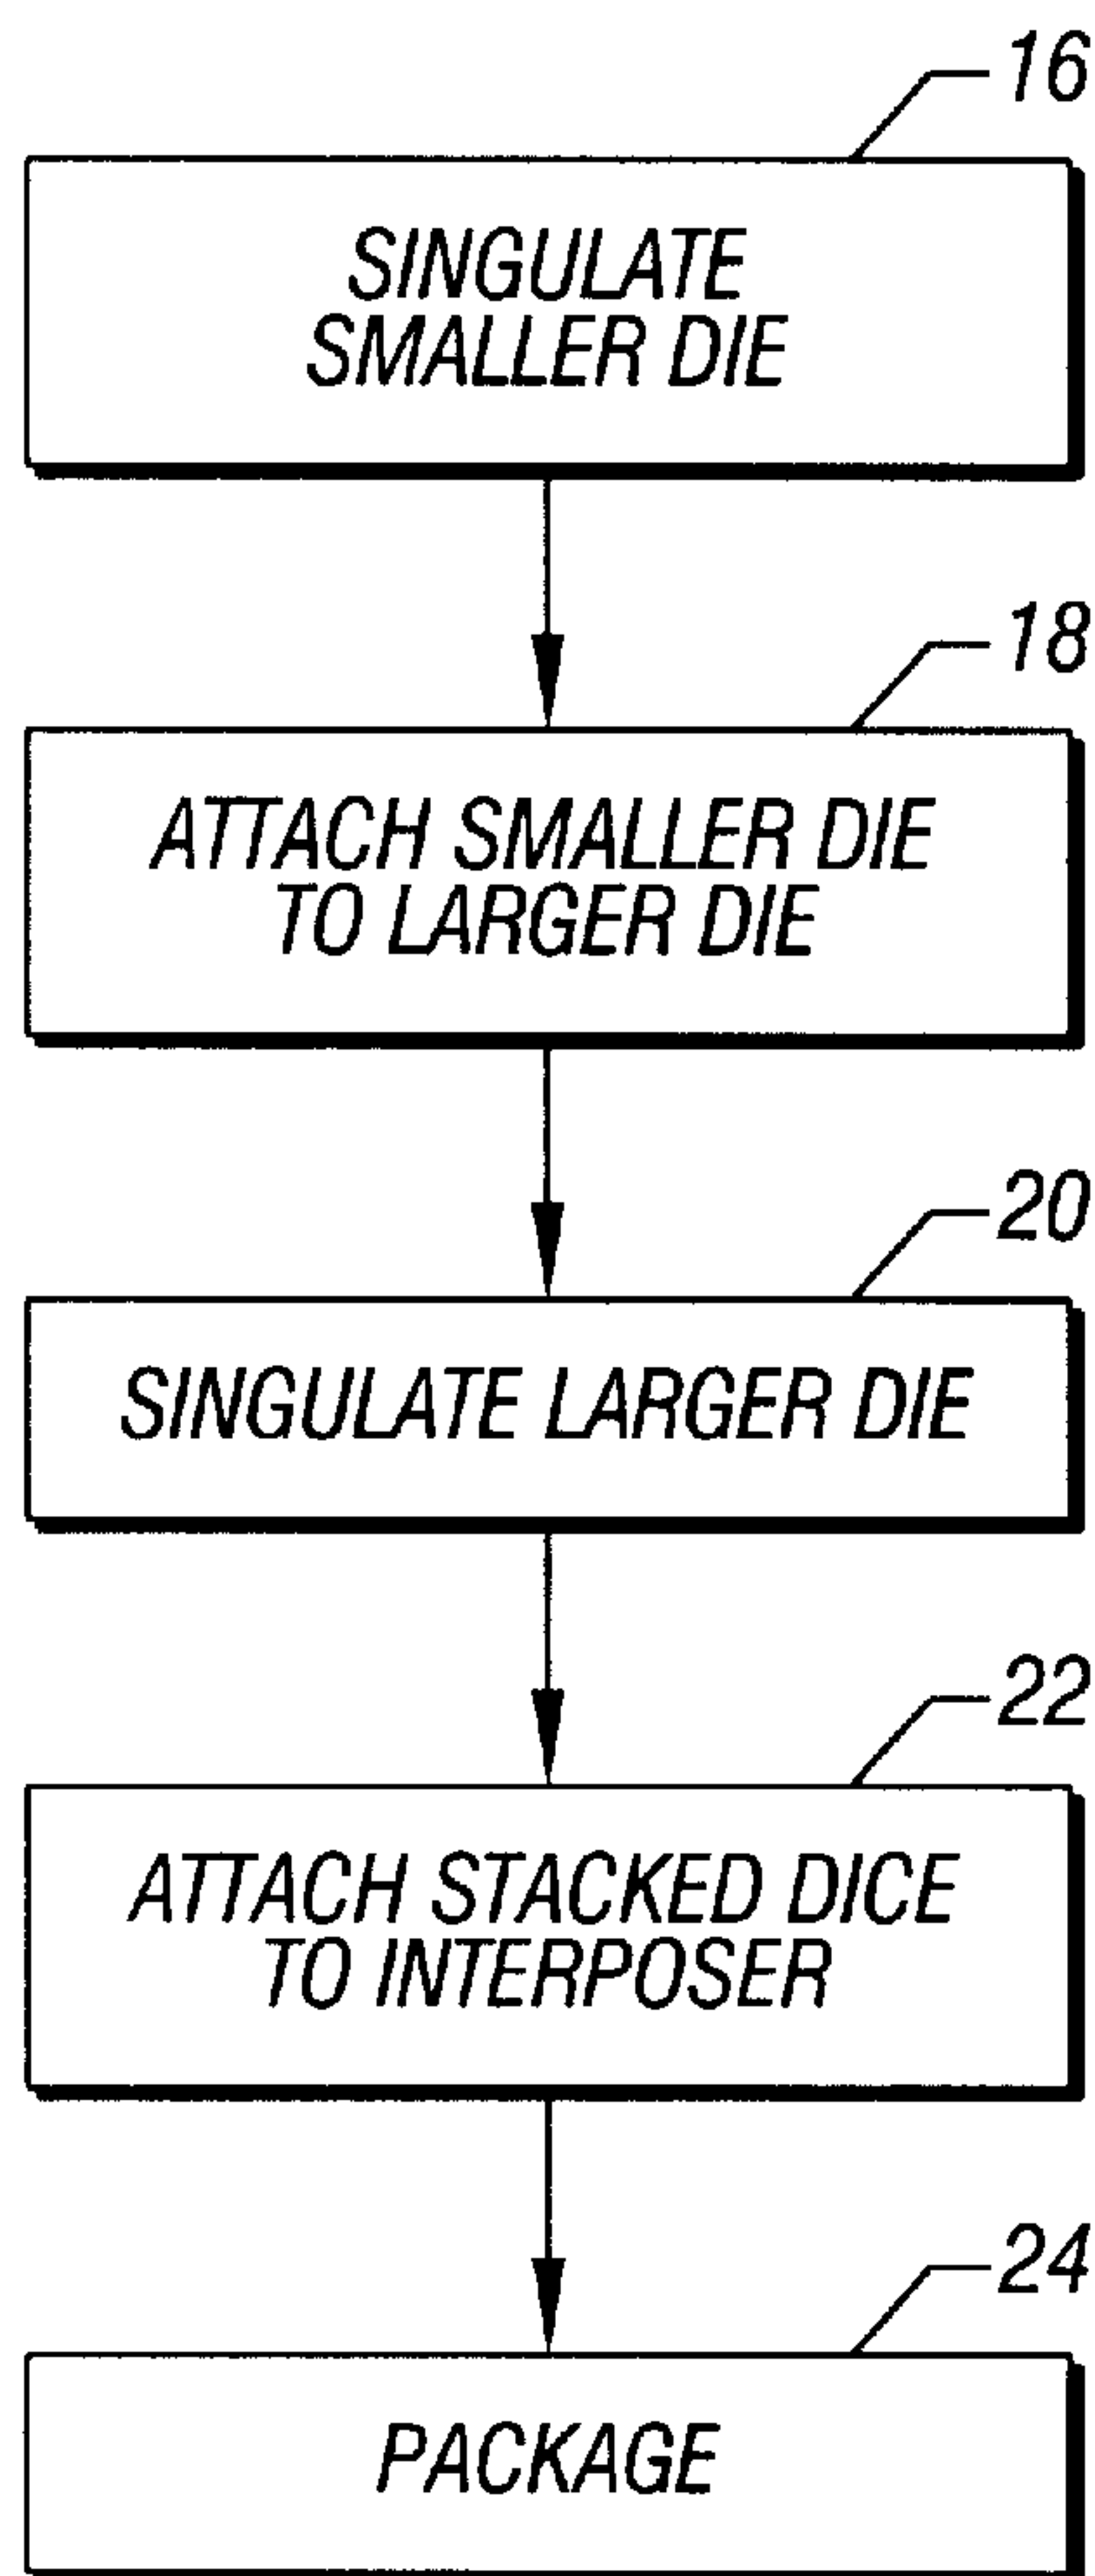 16
SINGULATE
SMALLER DIE
18
ATTACH SMALLER DIE
TO LARGER DIE
20
SINGULATE LARGER DIE
22
ATTACH STACKED DICE
TO INTERPOSER
24
PACKAGE